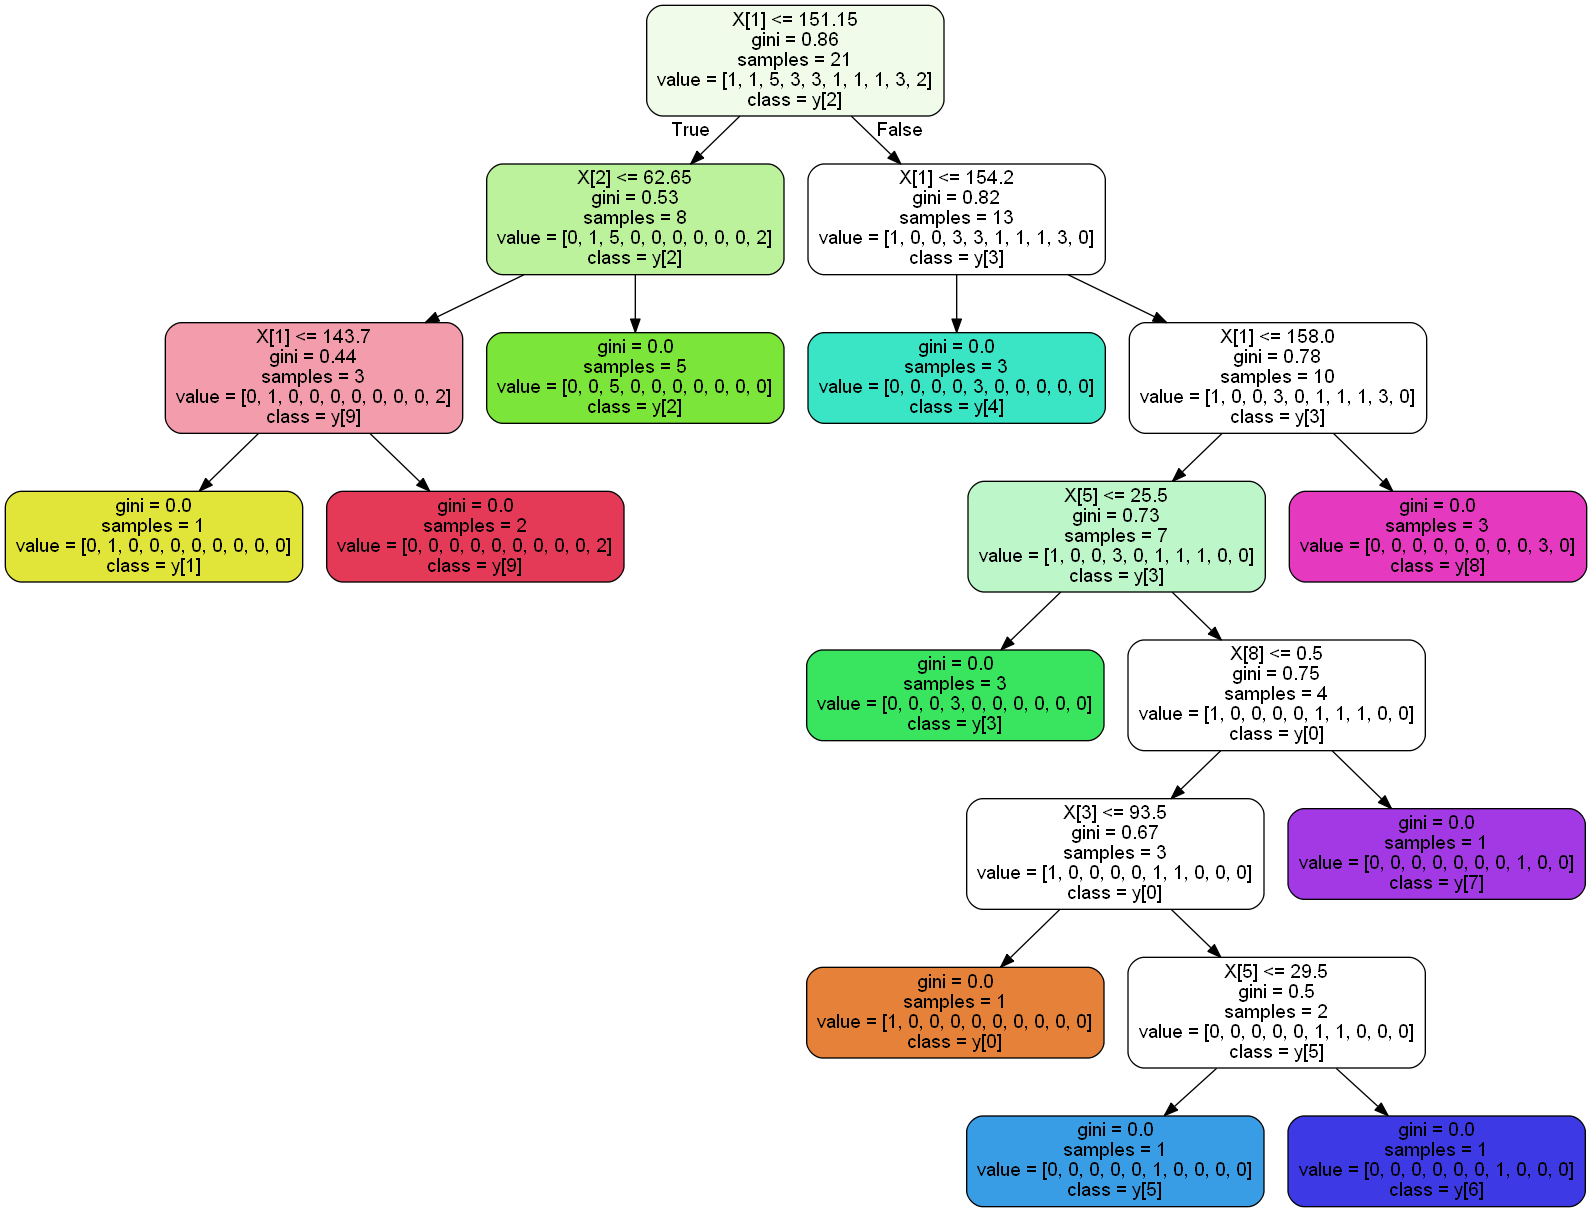 X[1] <= 151.15
gini = 0.86
samples = 21
value = [1, 1, 5, 3, 3, 1, 1, 1, 3, 2]
class = y[2]
True
False
X[2] <= 62.65
gini = 0.53
samples = 8
value = [0, 1, 5, 0, 0, 0, 0, 0, 0, 2]
class = y[2]
X[1] <= 154.2
gini = 0.82
samples = 13
value = [1, 0, 0, 3, 3, 1, 1, 1, 3, 0]
class = y[3]
X[1] <= 143.7
gini = 0.44
samples = 3
value = [0, 1, 0, 0, 0, 0, 0, 0, 0, 2]
class = y[9]
gini = 0.0
samples = 5
value = [0, 0, 5, 0, 0, 0, 0, 0, 0, 0]
class = y[2]
gini = 0.0
samples = 3
value = [0, 0, 0, 0, 3, 0, 0, 0, 0, 0]
class = y[4]
X[1] <= 158.0
gini = 0.78
samples = 10
value = [1, 0, 0, 3, 0, 1, 1, 1, 3, 0]
class = y[3]
gini = 0.0
samples = 1
value = [0, 1, 0, 0, 0, 0, 0, 0, 0, 0]
class = y[1]
gini = 0.0
samples = 2
value = [0, 0, 0, 0, 0, 0, 0, 0, 0, 2]
class = y[9]
X[5] <= 25.5
gini = 0.73
samples = 7
value = [1, 0, 0, 3, 0, 1, 1, 1, 0, 0]
class = y[3]
gini = 0.0
samples = 3
value = [0, 0, 0, 0, 0, 0, 0, 0, 3, 0]
class = y[8]
gini = 0.0
samples = 3
value = [0, 0, 0, 3, 0, 0, 0, 0, 0, 0]
class = y[3]
X[8] <= 0.5
gini = 0.75
samples = 4
value = [1, 0, 0, 0, 0, 1, 1, 1, 0, 0]
class = y[0]
X[3] <= 93.5
gini = 0.67
samples = 3
value = [1, 0, 0, 0, 0, 1, 1, 0, 0, 0]
class = y[0]
gini = 0.0
samples = 1
value = [0, 0, 0, 0, 0, 0, 0, 1, 0, 0]
class = y[7]
gini = 0.0
samples = 1
value = [1, 0, 0, 0, 0, 0, 0, 0, 0, 0]
class = y[0]
X[5] <= 29.5
gini = 0.5
samples = 2
value = [0, 0, 0, 0, 0, 1, 1, 0, 0, 0]
class = y[5]
gini = 0.0
samples = 1
value = [0, 0, 0, 0, 0, 1, 0, 0, 0, 0]
class = y[5]
gini = 0.0
samples = 1
value = [0, 0, 0, 0, 0, 0, 1, 0, 0, 0]
class = y[6]